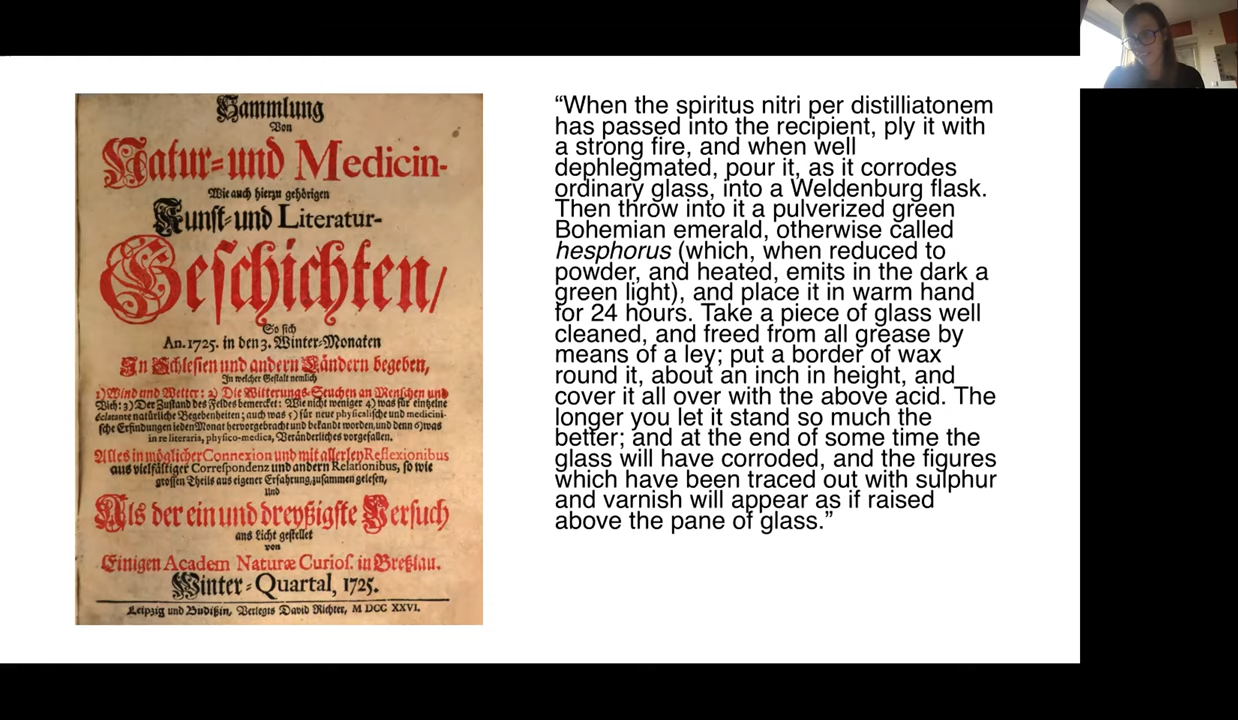 Sammlung
Von
Natur-und Medicin-
Wie auch hierzu gehörigen
Kunst-und Literatur-
Geschichten/
So sich
An. 1725. in den 3. Winter-Monaten
In Schlesien und andern Ländern begeben,
In welcher Gestalt nemlich
1) Wind und Wetter: 2) Die Witterungs-Seuchen an Menschen und
Vieh: 3) Der Zustand des Feldes bemercket: Wie nicht weniger 4) was für eintzelne
éclatante natürliche Begebenheiten; auch was 5) für neue physicalische und medicini-
sche Erfindungen jeden Monat hervorgebracht und bekandt worden, und denn 6) was
in re literaria, physico-medica, Veränderliches vorgefallen.
Alles in möglicher Connexion und mit allerley Reflexionibus
aus vielfältiger Correspondenz und andern Relationibus, so wie
grossen Theils aus eigener Erfahrung, zusammen gelesen,
Und
Als der ein und dreyßigste Versuch
ans Licht gestellet
von
Einigen Academ Naturæ Curios. in Breßlau.
Winter-Quartal, 1725.
Leipzig und Budißin, Verlegts David Richter, M DCC XXVI.
“When the spiritus nitri per distilliatonem
has passed into the recipient, ply it with
a strong fire, and when well
dephlegmated, pour it, as it corrodes
ordinary glass, into a Weldenburg flask.
Then throw into it a pulverized green
Bohemian emerald, otherwise called
hesphorus (which, when reduced to
powder, and heated, emits in the dark a
green light), and place it in warm hand
for 24 hours. Take a piece of glass well
cleaned, and freed from all grease by
means of a ley; put a border of wax
round it, about an inch in height, and
cover it all over with the above acid. The
longer you let it stand so much the
better; and at the end of some time the
glass will have corroded, and the figures
which have been traced out with sulphur
and varnish will appear as if raised
above the pane of glass.”